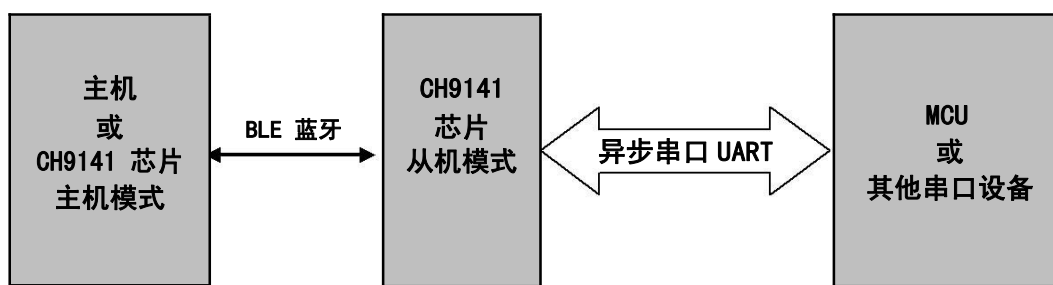 主机
或
CH9141 芯片
主机模式
BLE 蓝牙
CH9141
芯片
从机模式
异步串口 UART
MCU
或
其他串口设备